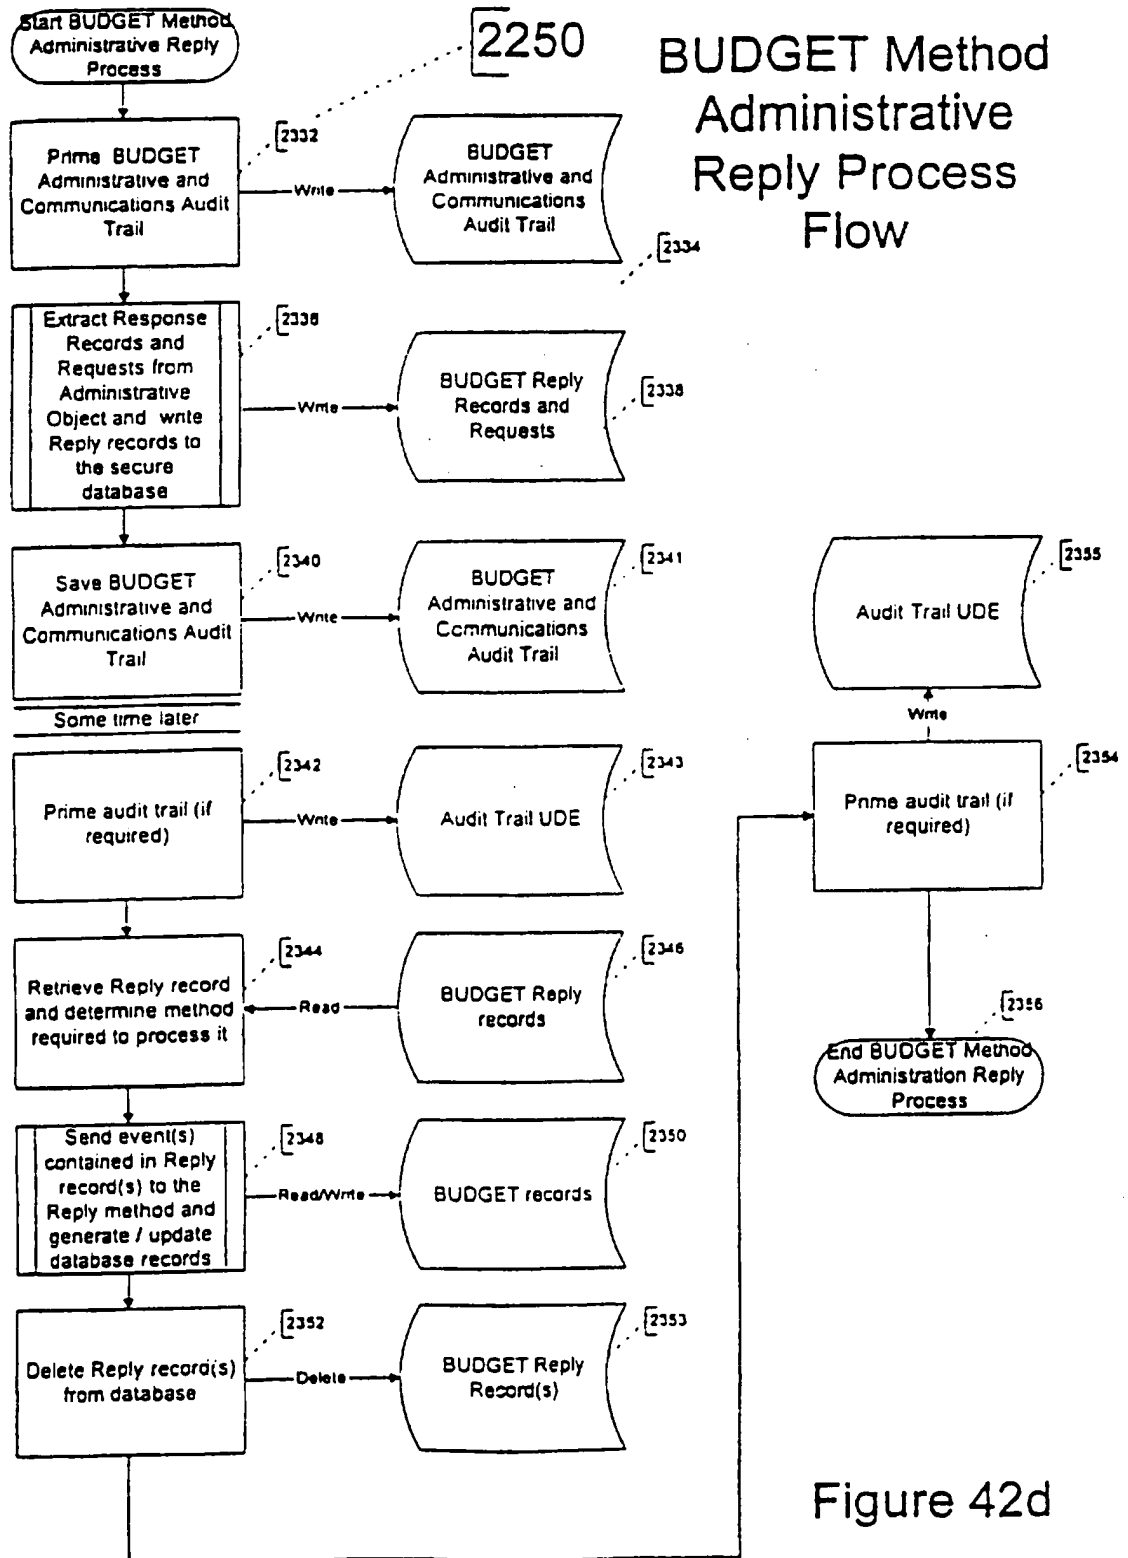 Start BUDGET Method
Administrative Reply
Process
2250
BUDGET Method
Administrative
Reply Process
Flow
Prime BUDGET
Administrative and
Communications Audit
Trail
2332
Write
BUDGET
Administrative and
Communications
Audit Trail
2334
Extract Response
Records and
Requests from
Administrative
Object and write
Reply records to
the secure
database
2336
Write
BUDGET Reply
Records and
Requests
2338
Save BUDGET
Administrative and
Communications Audit
Trail
2340
Write
BUDGET
Administrative and
Communications
Audit Trail
2341
Some time later
Prime audit trail (if
required)
2342
Write
Audit Trail UDE
2343
Retrieve Reply record
and determine method
required to process it
2344
Read
BUDGET Reply
records
2346
Send event(s)
contained in Reply
record(s) to the
Reply method and
generate / update
database records
2348
Read/Write
BUDGET records
2350
Delete Reply record(s)
from database
2352
Delete
BUDGET Reply
Record(s)
2353
Audit Trail UDE
2355
Write
Prime audit trail (if
required)
2354
End BUDGET Method
Administration Reply
Process
2356
Figure 42d